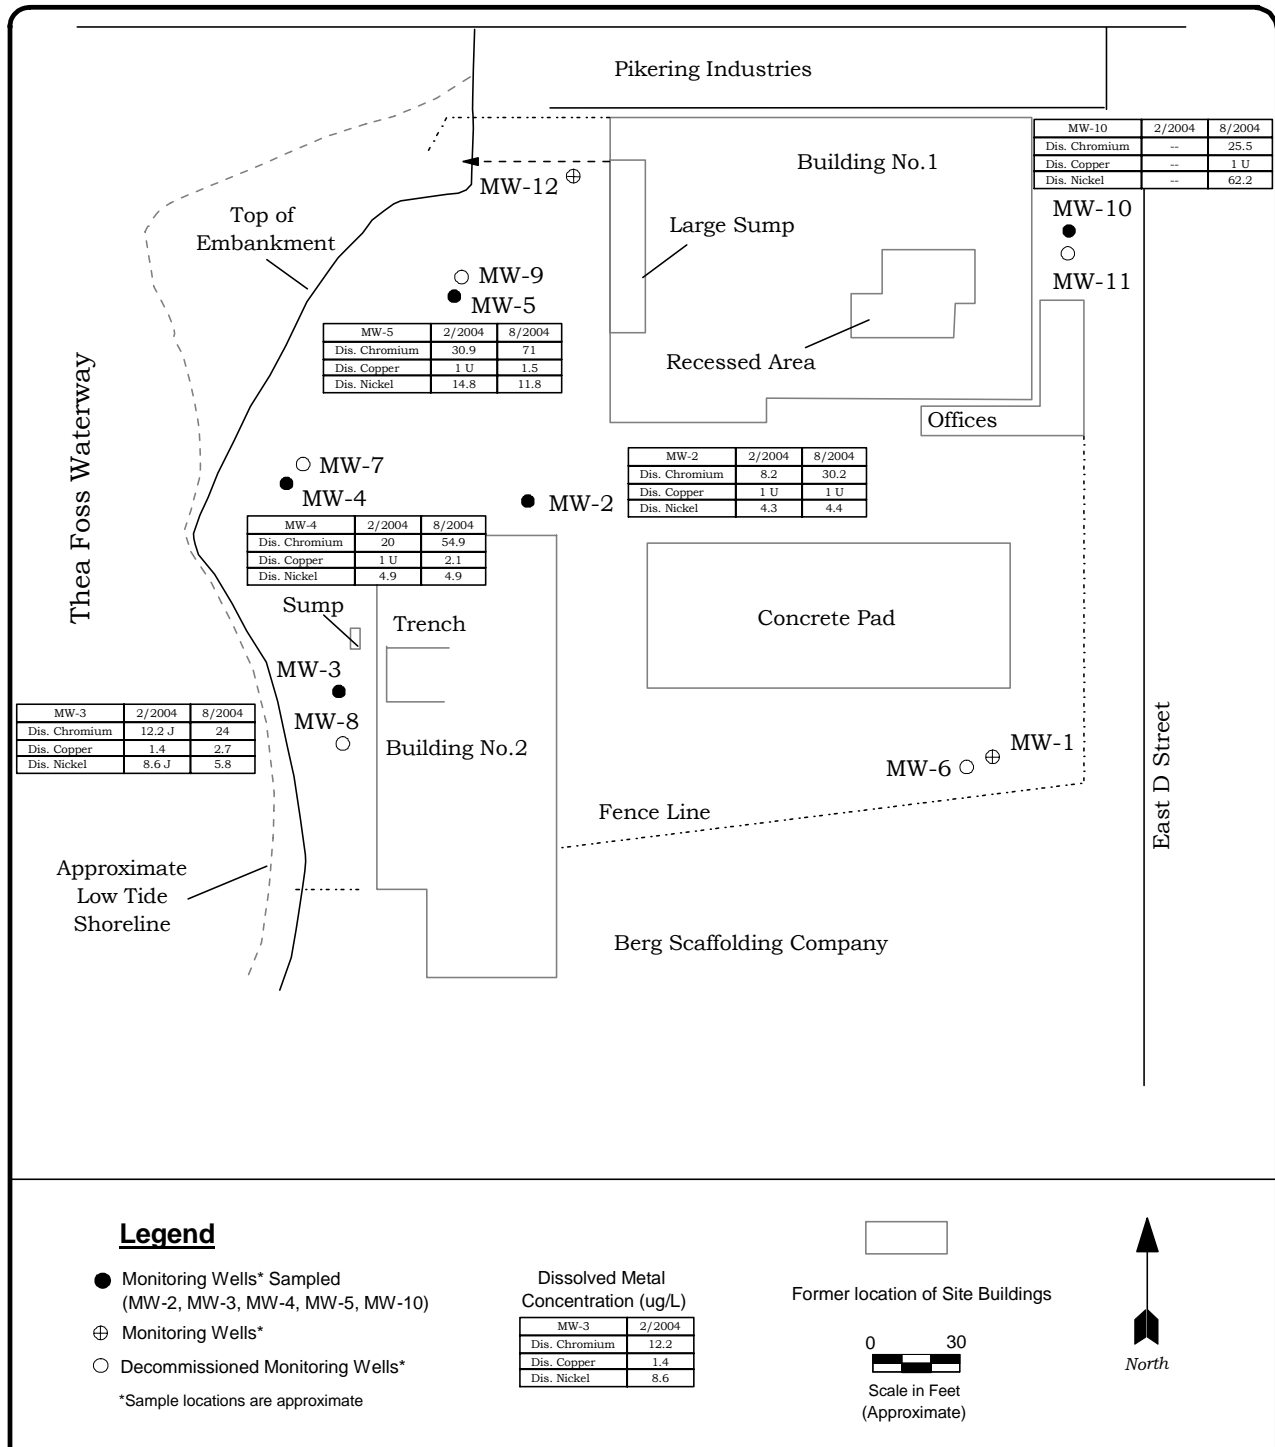 Pikering Industries
MW-10 2/2004 8/2004
Dis. Chromium -- 25.5
Dis. Copper -- 1 U
Dis. Nickel -- 62.2
Building No.1
MW-12
MW-10
Top of
Embankment
Large Sump
MW-9
MW-11
MW-5
MW-5 2/2004 8/2004
Dis. Chromium 30.9 71
Dis. Copper 1 U 1.5
Dis. Nickel 14.8 11.8
Recessed Area
Thea Foss Waterway
Offices
MW-7
MW-4
MW-2
MW-2 2/2004 8/2004
Dis. Chromium 8.2 30.2
Dis. Copper 1 U 1 U
Dis. Nickel 4.3 4.4
MW-4 2/2004 8/2004
Dis. Chromium 20 54.9
Dis. Copper 1 U 2.1
Dis. Nickel 4.9 4.9
Sump
Trench
Concrete Pad
MW-3
MW-3 2/2004 8/2004
Dis. Chromium 12.2 J 24
Dis. Copper 1.4 2.7
Dis. Nickel 8.6 J 5.8
MW-8
Building No.2
MW-1
MW-6
East D Street
Fence Line
Approximate
Low Tide
Shoreline
Berg Scaffolding Company
Legend
Monitoring Wells* Sampled
(MW-2, MW-3, MW-4, MW-5, MW-10)
Monitoring Wells*
Decommissioned Monitoring Wells*
*Sample locations are approximate
Dissolved Metal
Concentration (ug/L)
MW-3 2/2004
Dis. Chromium 12.2
Dis. Copper 1.4
Dis. Nickel 8.6
Former location of Site Buildings
0 30
Scale in Feet
(Approximate)
North